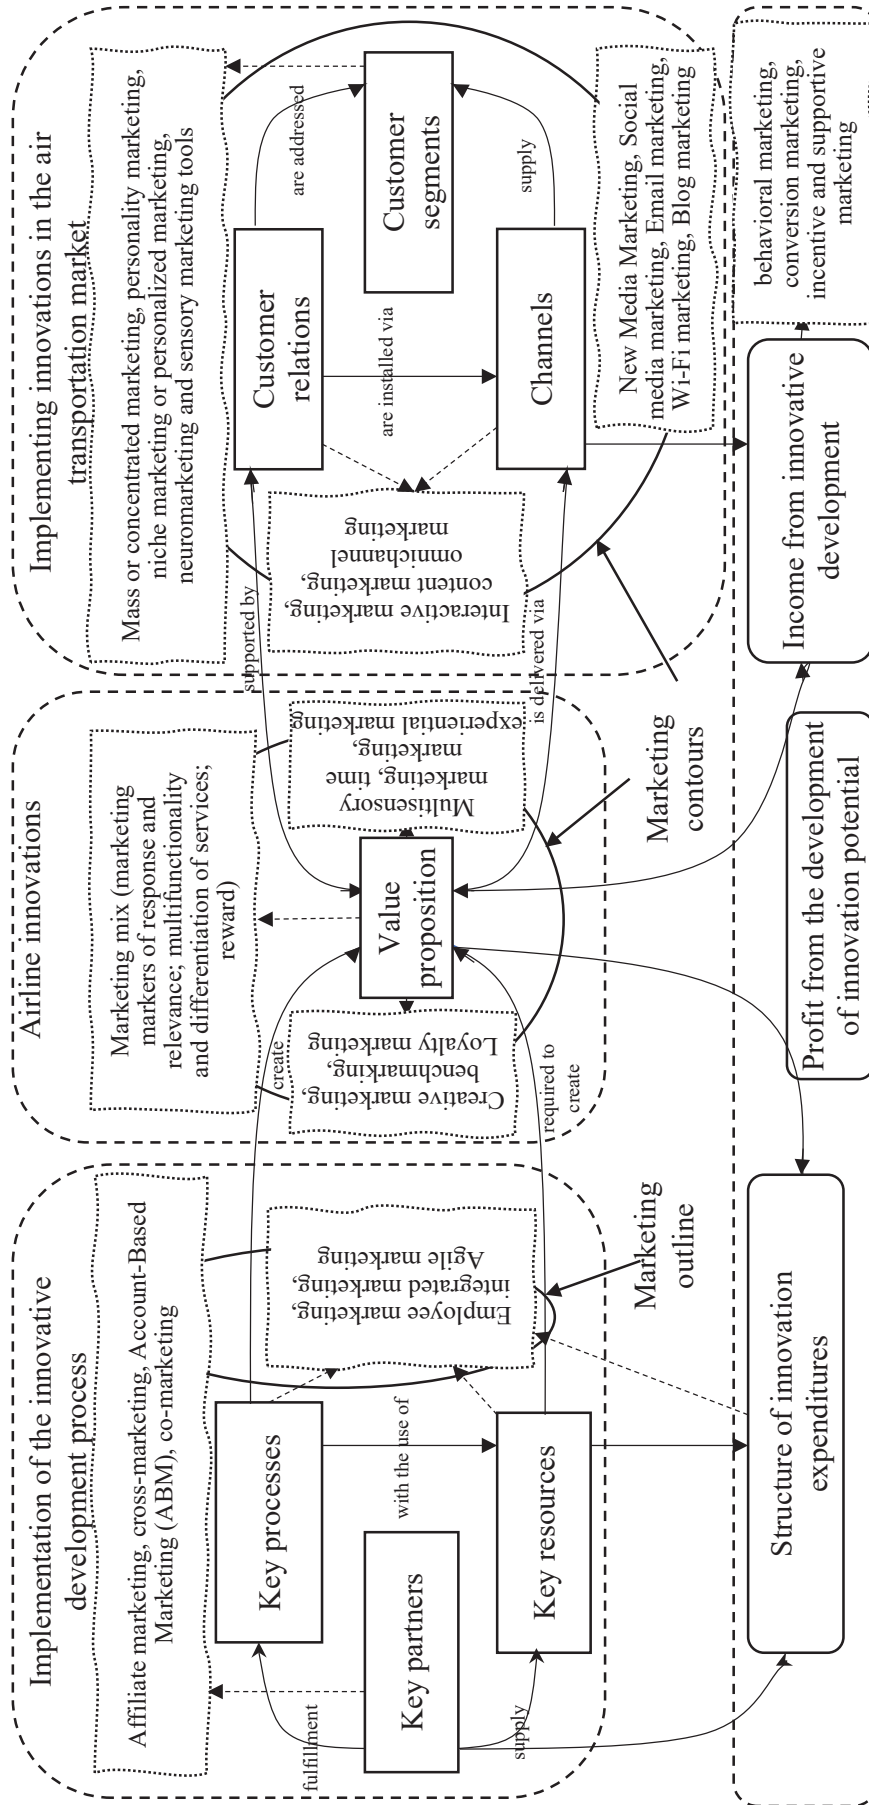 Implementation of the innovative
development process
Affiliate marketing, cross-marketing, Account-Based
Marketing (ABM), co-marketing
Key processes
Key partners
Key resources
fulfillment
supply
with the use of
Employee marketing,
integrated marketing,
Agile marketing
Marketing
outline
Structure of innovation
expenditures
Airline innovations
Marketing mix (marketing
markers of response and
relevance; multifunctionality
and differentiation of services;
reward)
create
Creative marketing,
benchmarking,
Loyalty marketing
Value
proposition
Multisensory
marketing, time
marketing,
experiential marketing
required to
create
Marketing
contours
Profit from the development
of innovation potential
Implementing innovations in the air
transportation market
Mass or concentrated marketing, personality marketing,
niche marketing or personalized marketing,
neuromarketing and sensory marketing tools
supported by
Customer
relations
are addressed
Customer
segments
are installed via
supply
Channels
Interactive marketing,
content marketing,
omnichannel
marketing
is delivered via
New Media Marketing, Social
media marketing, Email marketing,
Wi-Fi marketing, Blog marketing
Income from innovative
development
behavioral marketing,
conversion marketing,
incentive and supportive
marketing